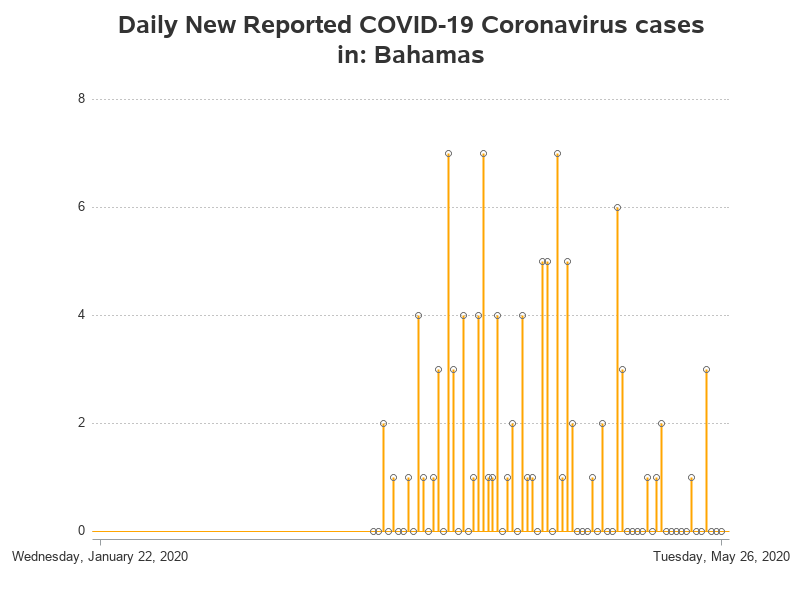 Daily New Reported COVID-19 Coronavirus cases
in: Bahamas
8
6
4
2
0
Wednesday, January 22, 2020 Tuesday, May 26, 2020